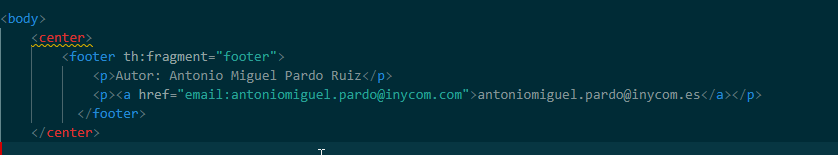 <body>
<center>
<footer th:fragment="footer">
<p>Autor: Antonio Miguel Pardo Ruiz</p>
<p><a href="email:antoniomiguel.pardo@inycom.com">antoniomiguel.pardo@inycom.es</a></p>
</footer>
</center>